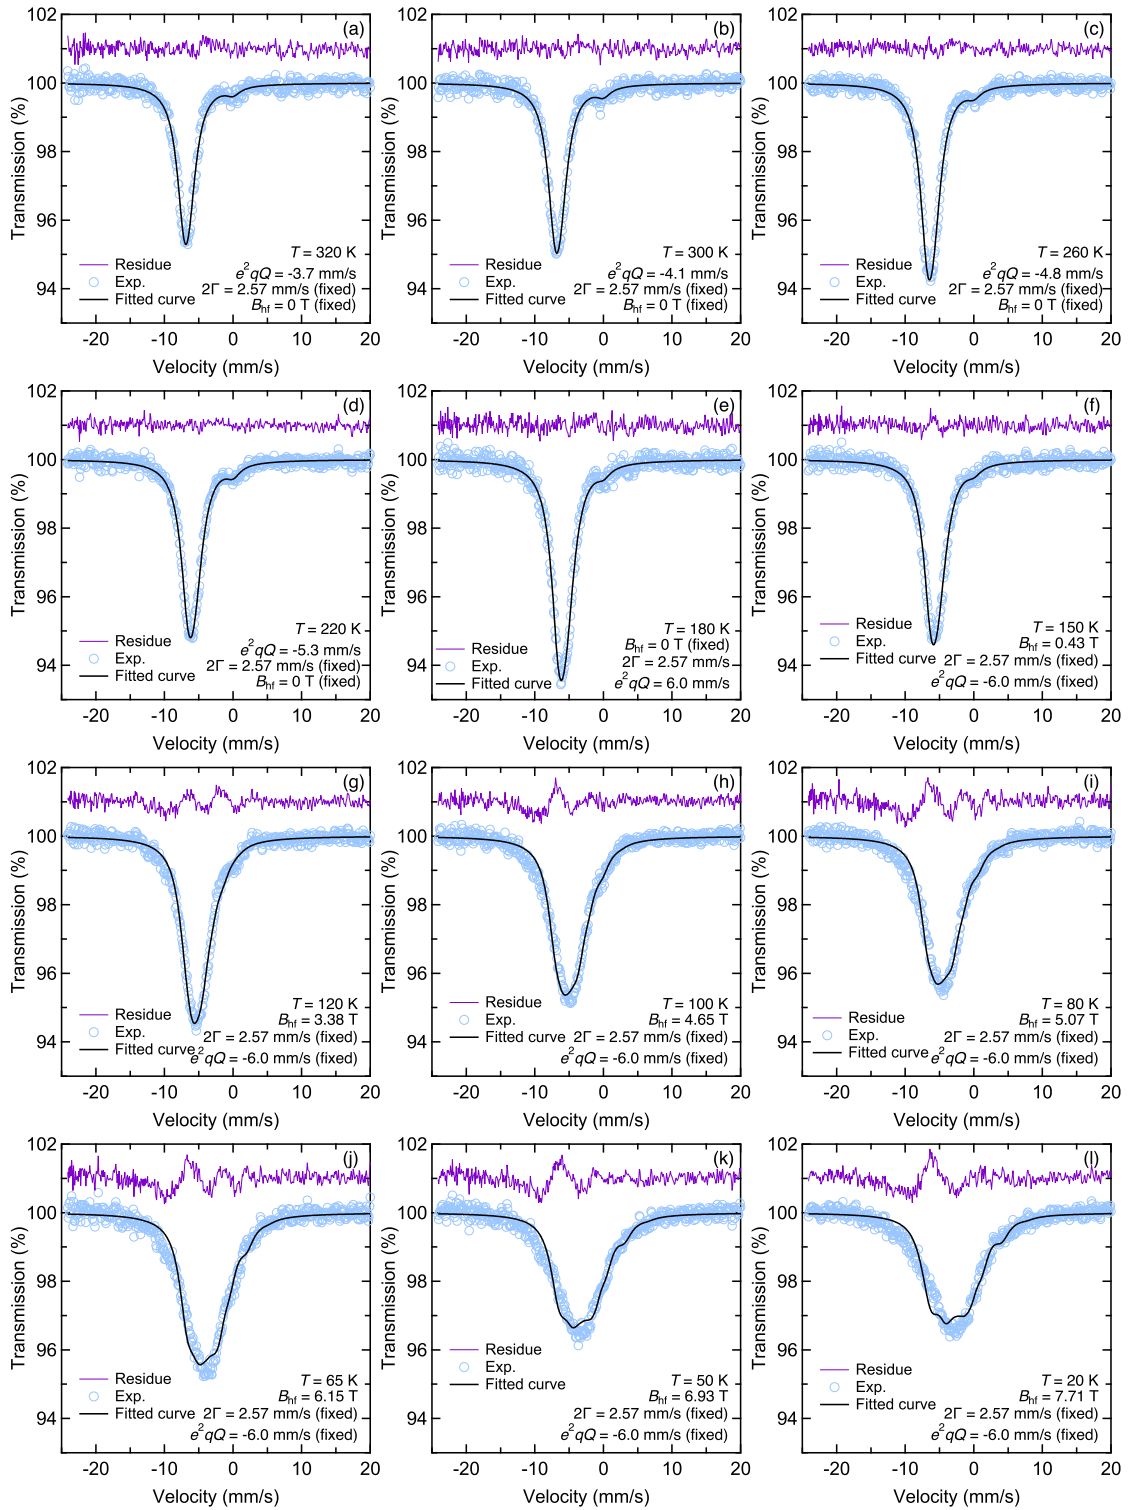 102
(a)
100
98
96
94
Transmission (%)
Residue
Exp.
Fitted curve
T = 320 K
e²qQ = -3.7 mm/s
2Γ = 2.57 mm/s (fixed)
Bhf = 0 T (fixed)
-20 -10 0 10 20
Velocity (mm/s)
102
(b)
100
98
96
94
Transmission (%)
Residue
Exp.
Fitted curve
T = 300 K
e²qQ = -4.1 mm/s
2Γ = 2.57 mm/s (fixed)
Bhf = 0 T (fixed)
-20 -10 0 10 20
Velocity (mm/s)
102
(c)
100
98
96
94
Transmission (%)
Residue
Exp.
Fitted curve
T = 260 K
e²qQ = -4.8 mm/s
2Γ = 2.57 mm/s (fixed)
Bhf = 0 T (fixed)
-20 -10 0 10 20
Velocity (mm/s)
102
(d)
100
98
96
94
Transmission (%)
Residue
Exp.
Fitted curve
T = 220 K
e²qQ = -5.3 mm/s
2Γ = 2.57 mm/s (fixed)
Bhf = 0 T (fixed)
-20 -10 0 10 20
Velocity (mm/s)
102
(e)
100
98
96
94
Transmission (%)
Residue
Exp.
Fitted curve
T = 180 K
Bhf = 0 T (fixed)
2Γ = 2.57 mm/s
e²qQ = 6.0 mm/s
-20 -10 0 10 20
Velocity (mm/s)
102
(f)
100
98
96
94
Transmission (%)
Residue
Exp.
Fitted curve
T = 150 K
Bhf = 0.43 T
2Γ = 2.57 mm/s (fixed)
e²qQ = -6.0 mm/s (fixed)
-20 -10 0 10 20
Velocity (mm/s)
102
(g)
100
98
96
94
Transmission (%)
Residue
Exp.
Fitted curve
T = 120 K
Bhf = 3.38 T
2Γ = 2.57 mm/s (fixed)
e²qQ = -6.0 mm/s (fixed)
-20 -10 0 10 20
Velocity (mm/s)
102
(h)
100
98
96
94
Transmission (%)
Residue
Exp.
Fitted curve
T = 100 K
Bhf = 4.65 T
2Γ = 2.57 mm/s (fixed)
e²qQ = -6.0 mm/s (fixed)
-20 -10 0 10 20
Velocity (mm/s)
102
(i)
100
98
96
94
Transmission (%)
Residue
Exp.
Fitted curve
T = 80 K
Bhf = 5.07 T
2Γ = 2.57 mm/s (fixed)
e²qQ = -6.0 mm/s (fixed)
-20 -10 0 10 20
Velocity (mm/s)
102
(j)
100
98
96
94
Transmission (%)
Residue
Exp.
Fitted curve
T = 65 K
Bhf = 6.15 T
2Γ = 2.57 mm/s (fixed)
e²qQ = -6.0 mm/s (fixed)
-20 -10 0 10 20
Velocity (mm/s)
102
(k)
100
98
96
94
Transmission (%)
Residue
Exp.
Fitted curve
T = 50 K
Bhf = 6.93 T
2Γ = 2.57 mm/s (fixed)
e²qQ = -6.0 mm/s (fixed)
-20 -10 0 10 20
Velocity (mm/s)
102
(l)
100
98
96
94
Transmission (%)
Residue
Exp.
Fitted curve
T = 20 K
Bhf = 7.71 T
2Γ = 2.57 mm/s (fixed)
e²qQ = -6.0 mm/s (fixed)
-20 -10 0 10 20
Velocity (mm/s)